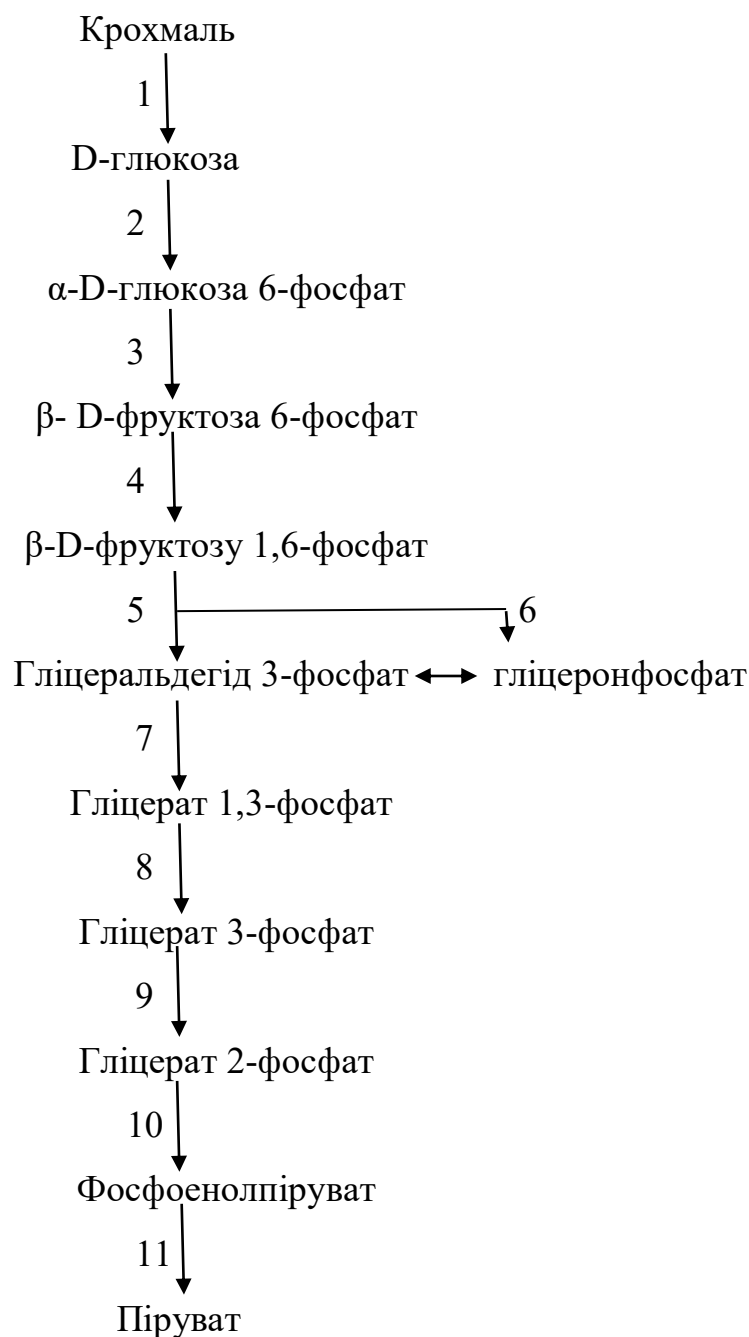 Крохмаль
1
D-глюкоза
2
α-D-глюкоза 6-фосфат
3
β- D-фруктоза 6-фосфат
4
β-D-фруктозу 1,6-фосфат
5 6
Гліцеральдегід 3-фосфат гліцеронфосфат
7
Гліцерат 1,3-фосфат
8
Гліцерат 3-фосфат
9
Гліцерат 2-фосфат
10
Фосфоенолпіруват
11
Піруват